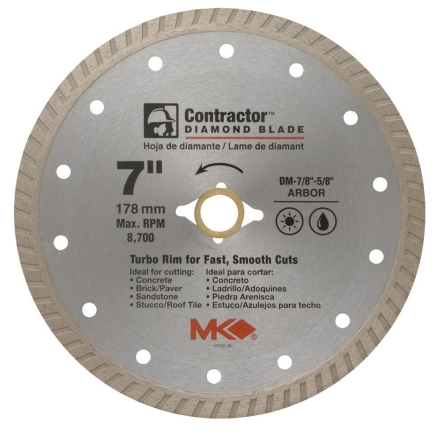 Contractor™
DIAMOND BLADE
Hoja de diamante / Lame de diamant
7"
178 mm
Max. RPM
8,700
DM-7/8"-5/8"
ARBOR
Turbo Rim for Fast, Smooth Cuts
Ideal for cutting:
• Concrete
• Brick/Paver
• Sandstone
• Stucco/Roof Tile
Ideal para cortar:
• Concreto
• Ladrillo/Adoquines
• Piedra Arenisca
• Estuco/Azulejos para techo
MK